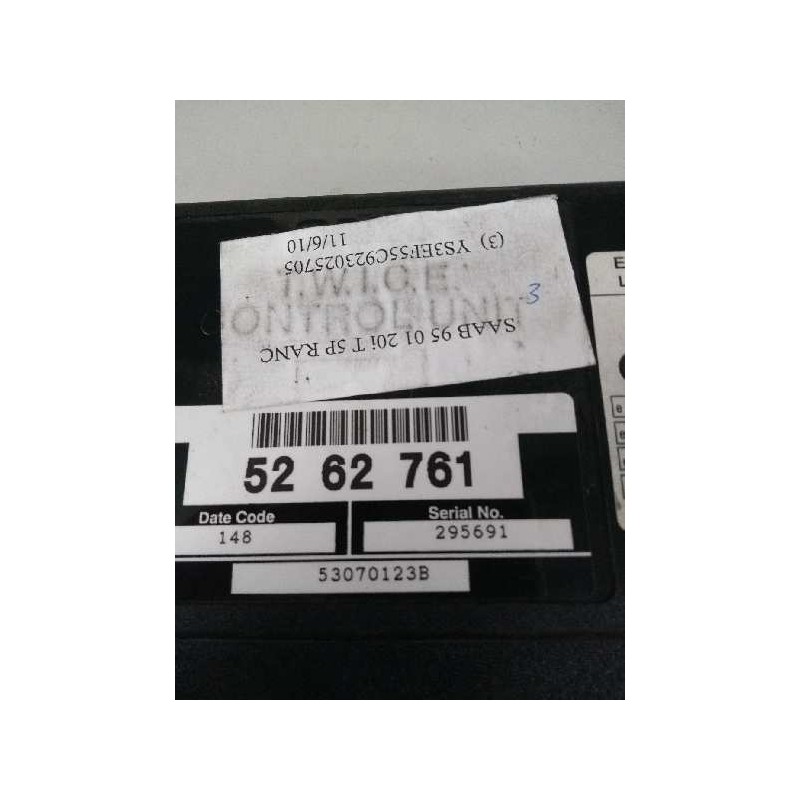 SAAB 95 01 20i T 5P RANC
(3) YS3EF55C923025705
11/6/10
3
T.W.I.C.E.
CONTROL UNIT
52 62 761
Date Code
Serial No.
148
295691
53070123B
E
L
e
e